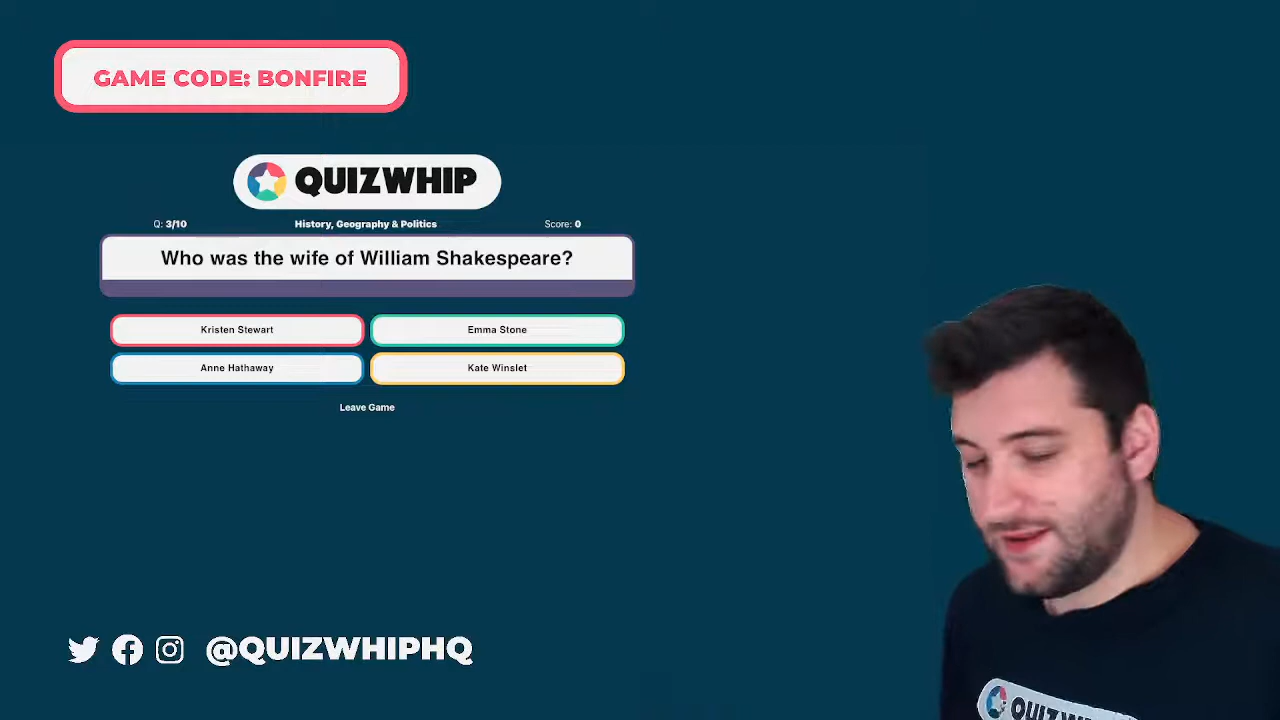 GAME CODE: BONFIRE
QUIZWHIP
Q: 3/10 History, Geography & Politics Score: 0
Who was the wife of William Shakespeare?
Kristen Stewart Emma Stone
Anne Hathaway Kate Winslet
Leave Game
@QUIZWHIPHQ
QUIZWHIP